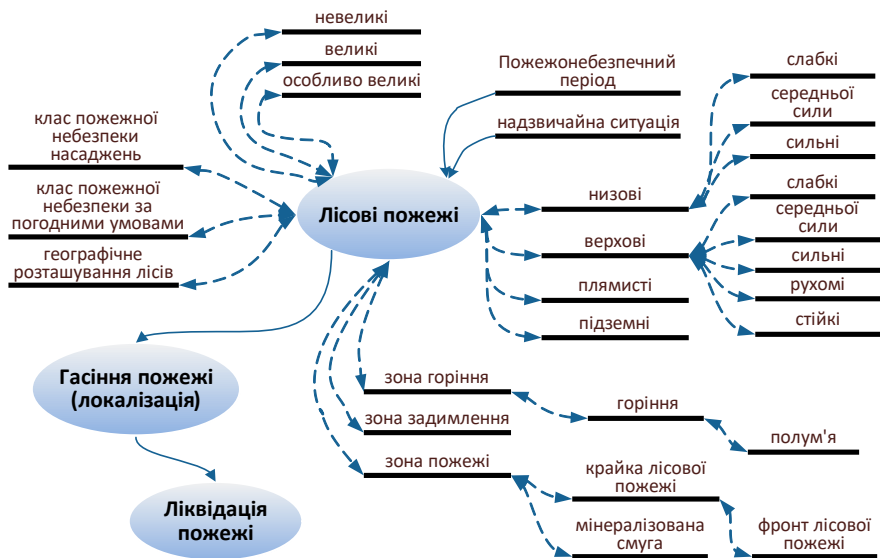 невеликі
великі
особливо великі
Пожежонебезпечний
період
надзвичайна ситуація
клас пожежної
небезпеки
насаджень
клас пожежної
небезпеки за
погодними умовами
географічне
розташування лісів
Лісові пожежі
низові
верхові
плямисті
підземні
слабкі
середньої
сили
сильні
слабкі
середньої
сили
сильні
рухомі
стійкі
Гасіння пожежі
(локалізація)
Ліквідація
пожежі
зона горіння
зона задимлення
зона пожежі
горіння
полум'я
крайка лісової
пожежі
мінералізована
смуга
фронт лісової
пожежі